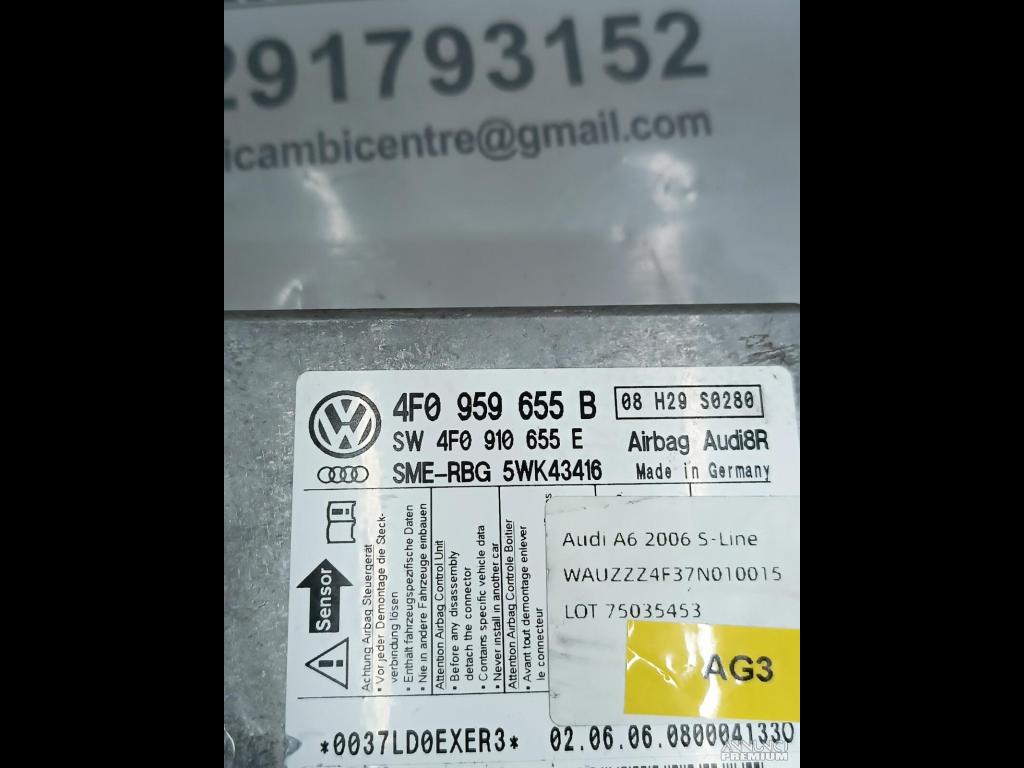 291793152
icambicentre@gmail.com
4F0 959 655 B
08 H29 S0280
SW 4F0 910 655 E
Airbag Audi8R
SME-RBG 5WK43416
Made in Germany
Sensor
Achtung Airbag Steuergerät
• Vor jeder Demontage die Steck-
verbindung lösen
• Enthält fahrzeugspezifische Daten
• Nie in andere Fahrzeuge einbauen
Attention Airbag Control Unit
• Before any disassembly
detach the connector
• Contains specific vehicle data
• Never install in another car
Attention Airbag Controle Boitier
• Avant tout demontage enlever
le connecteur
Audi A6 2006 S-Line
WAUZZZ4F37N010015
LOT 75035453
AG3
*0037LD0EXER3*
02.06.06.0800041330
ANNUNCI
PREMIUM